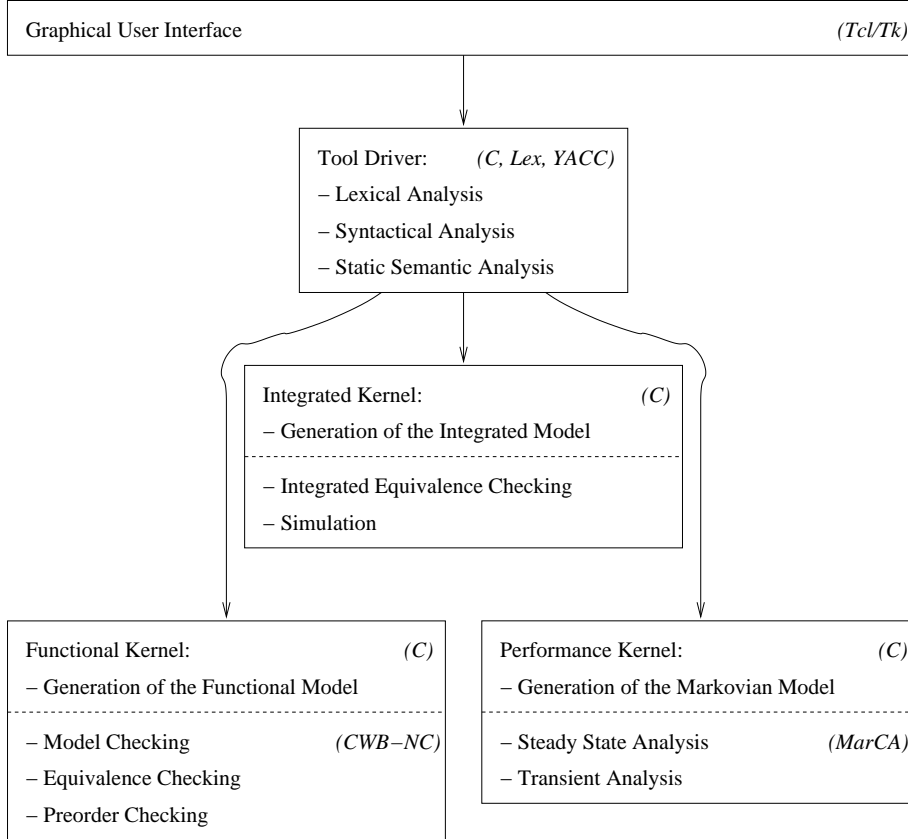 Graphical User Interface (Tcl/Tk)
Tool Driver: (C, Lex, YACC)
– Lexical Analysis
– Syntactical Analysis
– Static Semantic Analysis
Integrated Kernel: (C)
– Generation of the Integrated Model
– Integrated Equivalence Checking
– Simulation
Functional Kernel: (C)
– Generation of the Functional Model
– Model Checking (CWB–NC)
– Equivalence Checking
– Preorder Checking
Performance Kernel: (C)
– Generation of the Markovian Model
– Steady State Analysis (MarCA)
– Transient Analysis